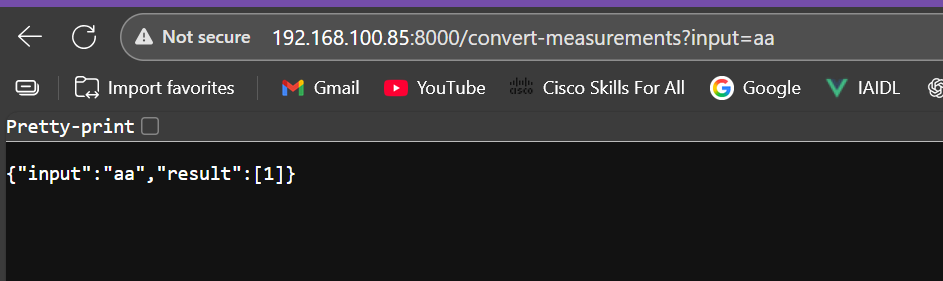 Not secure 192.168.100.85:8000/convert-measurements?input=aa
Import favorites Gmail YouTube cisco Cisco Skills For All Google IAIDL
Pretty-print
{"input":"aa","result":[1]}